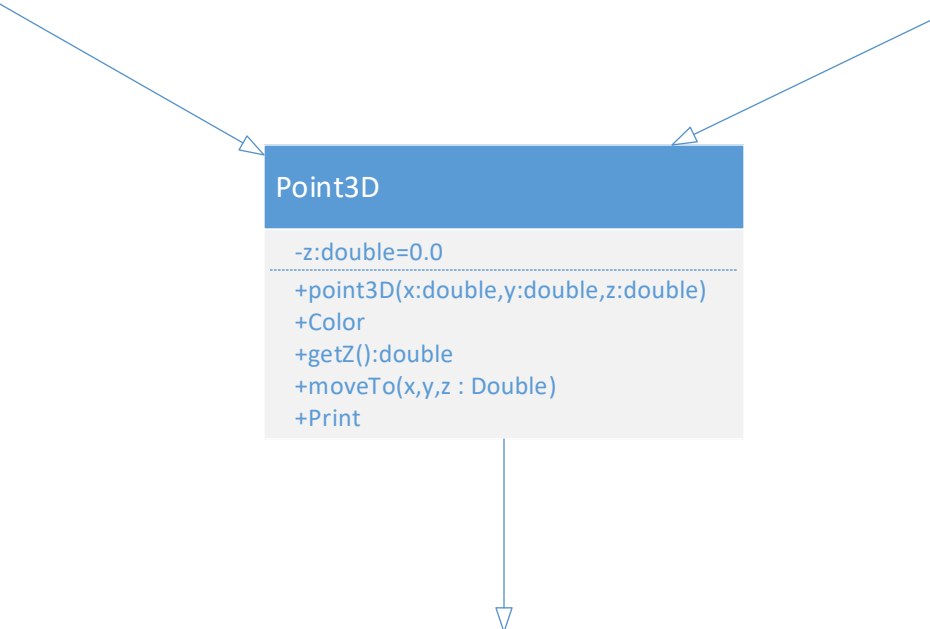 Point3D
-z:double=0.0
+point3D(x:double,y:double,z:double)
+Color
+getZ():double
+moveTo(x,y,z : Double)
+Print